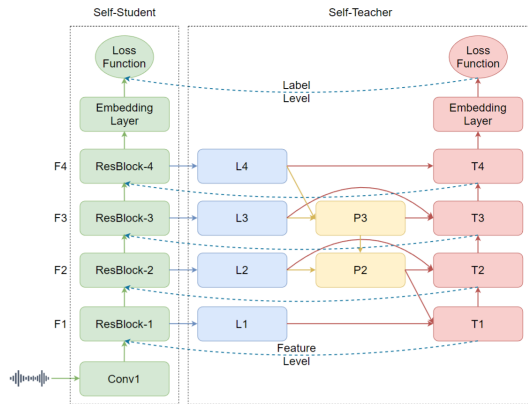 Self-Student
Self-Teacher
Loss
Function
Loss
Function
Label
Level
Embedding
Layer
Embedding
Layer
F4
ResBlock-4
L4
T4
F3
ResBlock-3
L3
P3
T3
F2
ResBlock-2
L2
P2
T2
F1
ResBlock-1
L1
T1
Feature
Level
Conv1